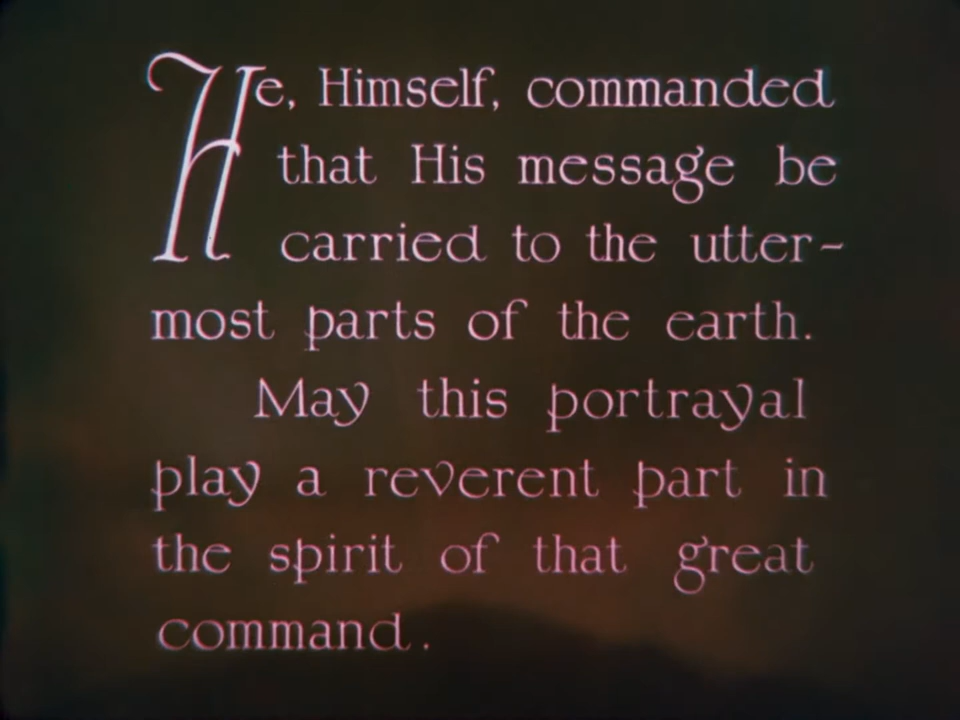 He, Himself, commanded
that His message be
carried to the utter-
most parts of the earth.
May this portrayal
play a reverent part in
the spirit of that great
command.